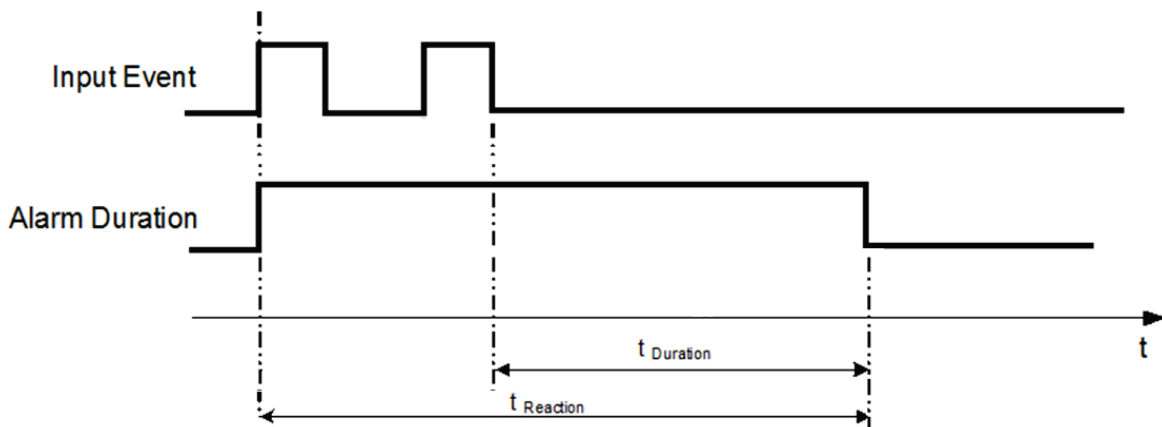 Input Event
Alarm Duration
t
t Duration
t Reaction